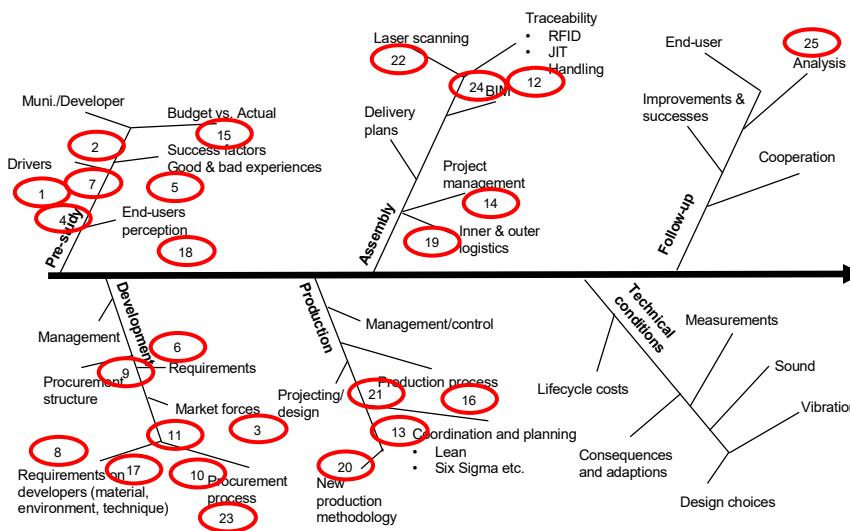 Traceability
• RFID
• JIT
Handling
Laser scanning
22
24
12
BIM
End-user
25
Analysis
Muni./Developer
Budget vs. Actual
15
Delivery
plans
Improvements &
successes
2
Success factors
Good & bad experiences
Drivers
7
5
1
4
Project
management
14
Cooperation
End-users
perception
18
19
Inner & outer
logistics
Pre-study
Assembly
Follow-up
Development
Production
Technical
conditions
Management
6
9
Requirements
Procurement
structure
Market forces
3
11
8
17
10
Requirements on
developers (material,
environment, technique)
Procurement
process
23
Management/control
Projecting/
design
Production process
21
16
13
Coordination and planning
• Lean
• Six Sigma etc.
20
New
production
methodology
Measurements
Lifecycle costs
Sound
Vibration
Consequences
and adaptions
Design choices